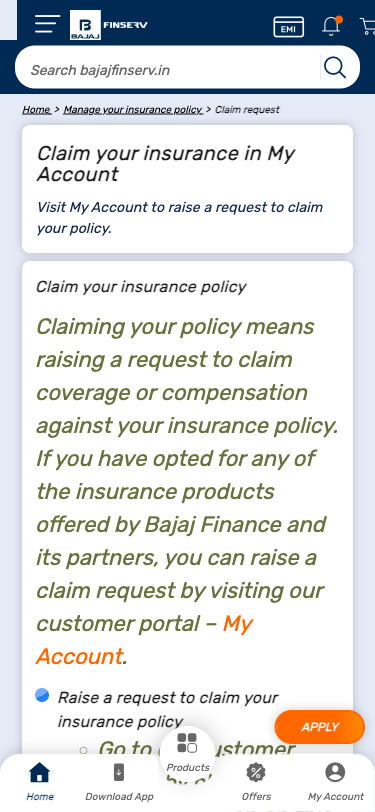 BAJAJ FINSERV EMI
Search bajajfinserv.in
Home > Manage your insurance policy > Claim request
Claim your insurance in My
Account
Visit My Account to raise a request to claim
your policy.
Claim your insurance policy
Claiming your policy means
raising a request to claim
coverage or compensation
against your insurance policy.
If you have opted for any of
the insurance products
offered by Bajaj Finance and
its partners, you can raise a
claim request by visiting our
customer portal – My
Account.
Raise a request to claim your
insurance policy
APPLY
Go to
Products
Home
Download App
Offers
My Account